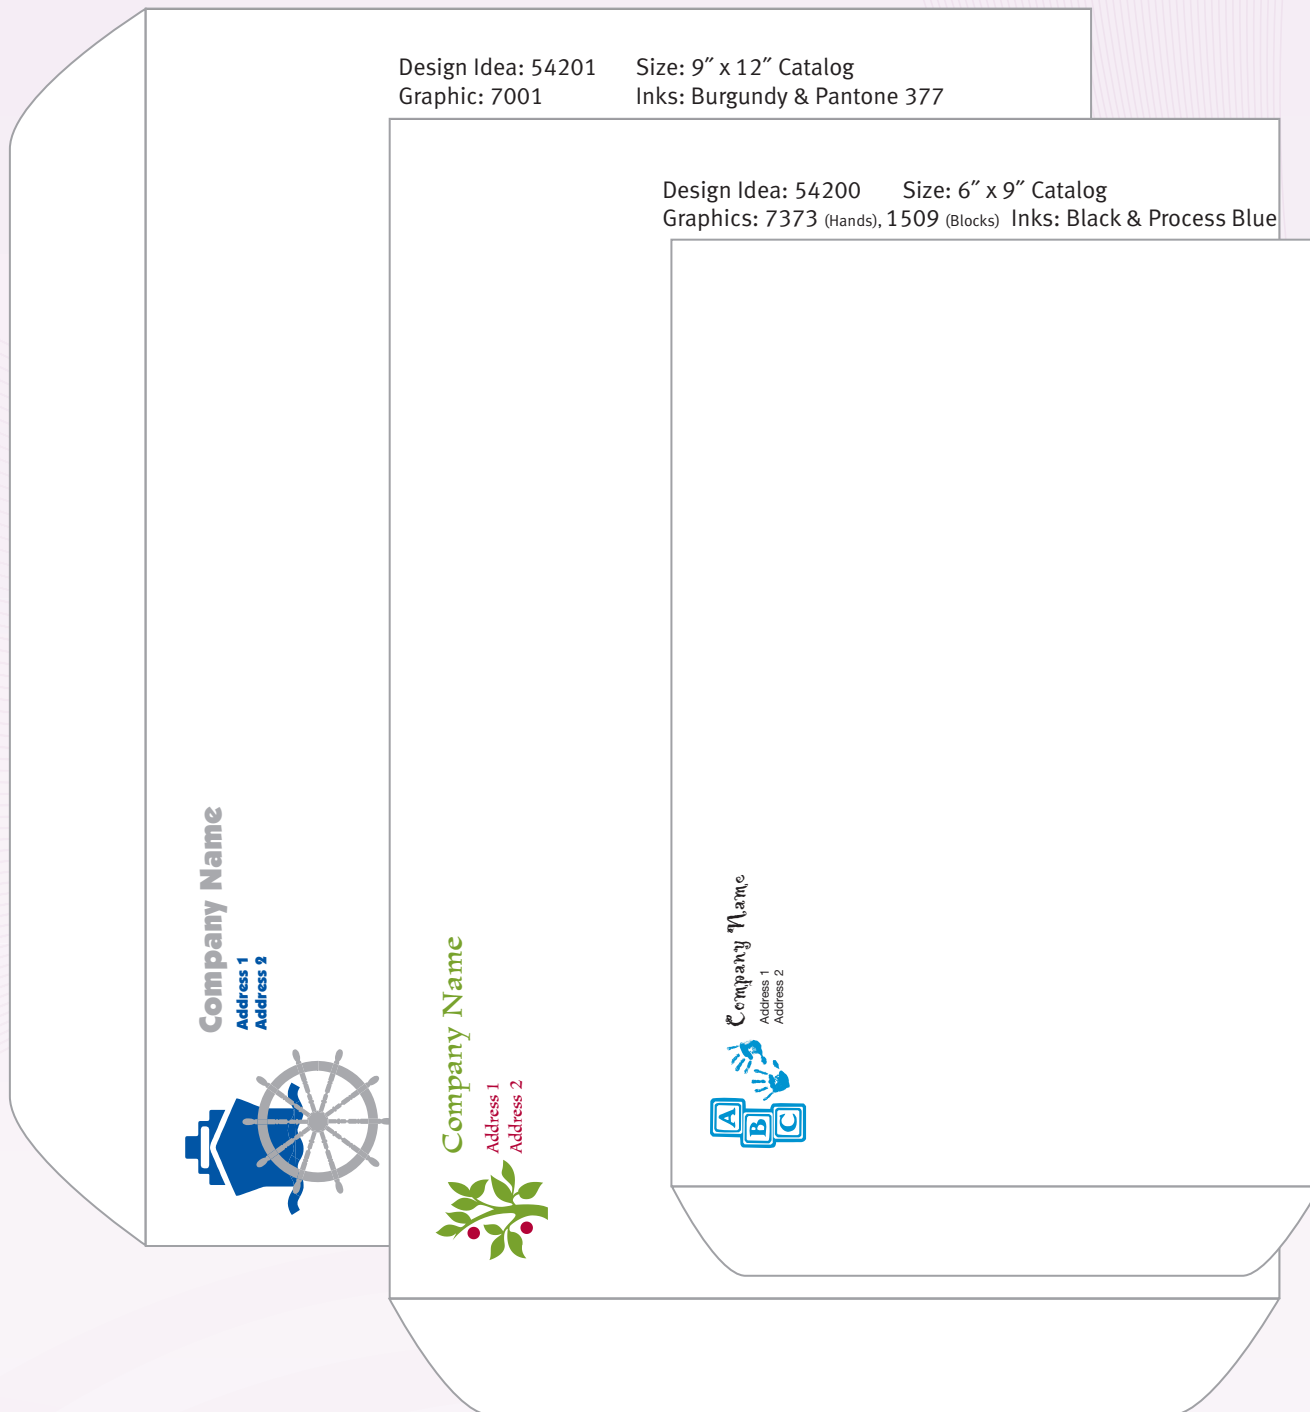 Design Idea: 54201 Size: 9″ x 12″ Catalog
Graphic: 7001 Inks: Burgundy & Pantone 377
Design Idea: 54200 Size: 6″ x 9″ Catalog
Graphics: 7373 (Hands), 1509 (Blocks) Inks: Black & Process Blue
Company Name
Address 1
Address 2
Company Name
Address 1
Address 2
Company Name
Address 1
Address 2
A
B
C